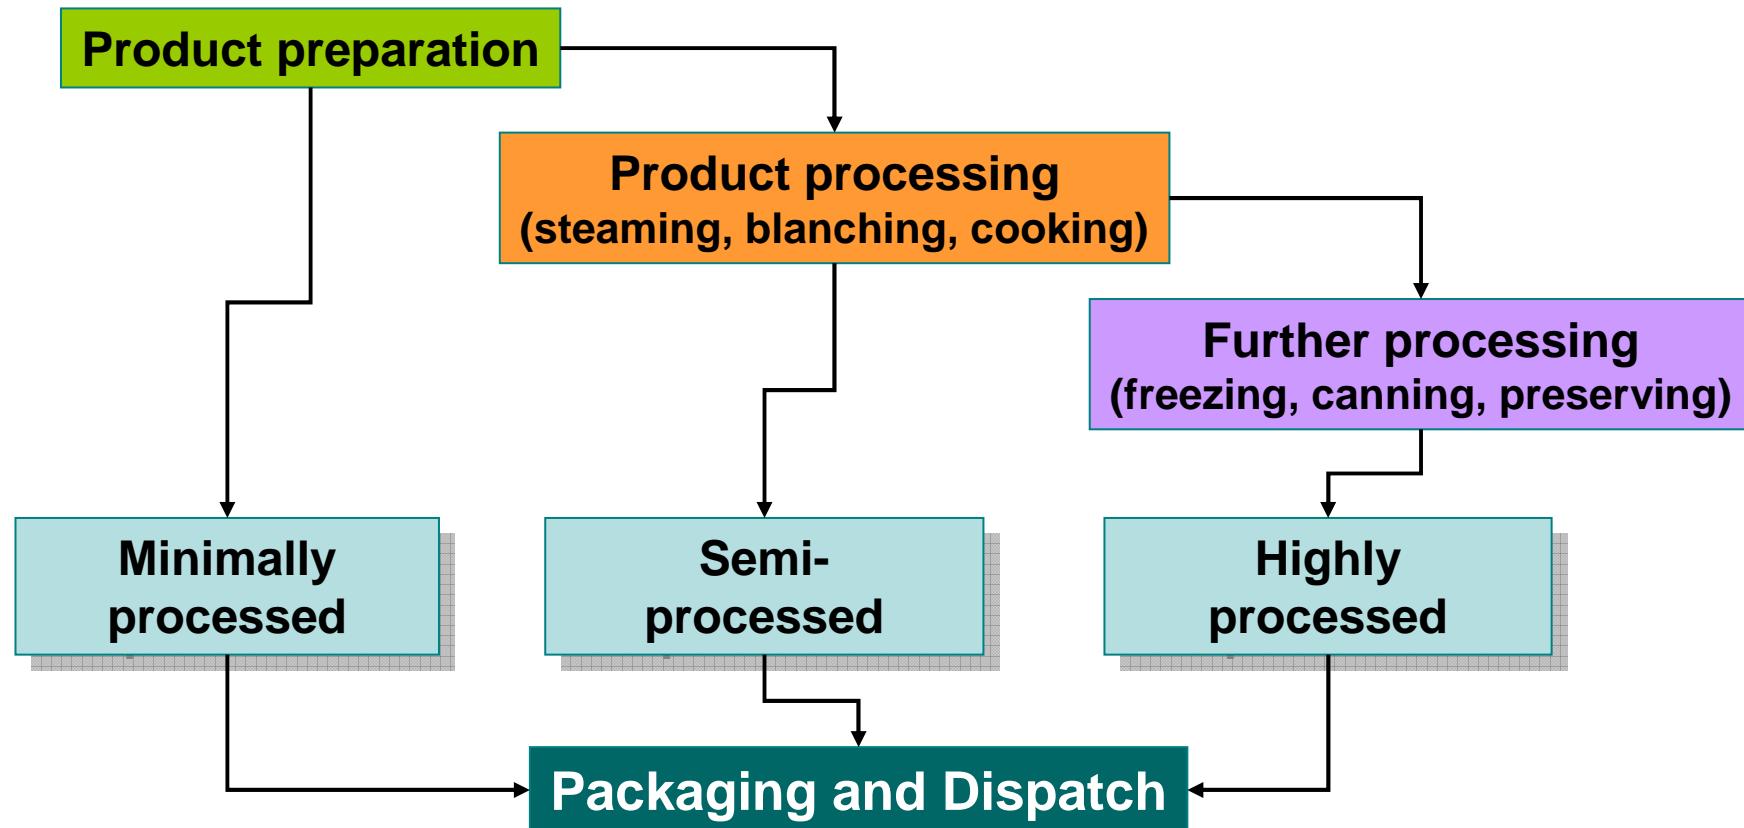 Product preparation
Product processing
(steaming, blanching, cooking)
Further processing
(freezing, canning, preserving)
Minimally
processed
Semi-
processed
Highly
processed
Packaging and Dispatch